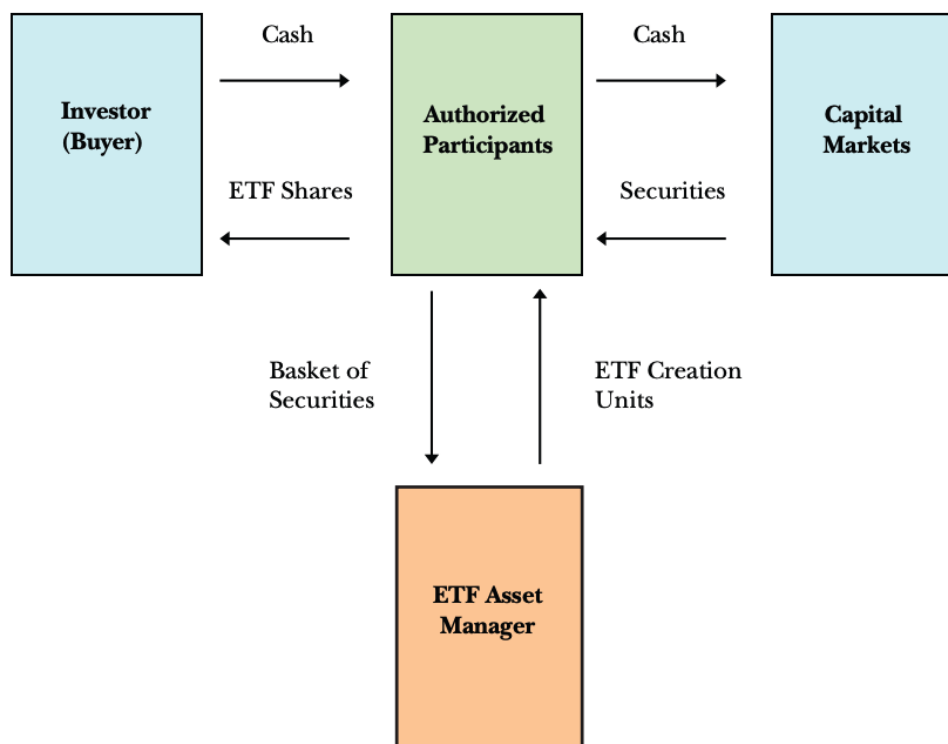 Cash
Cash
Investor
(Buyer)
Authorized
Participants
Capital
Markets
ETF Shares
Securities
Basket of
Securities
ETF Creation
Units
ETF Asset
Manager